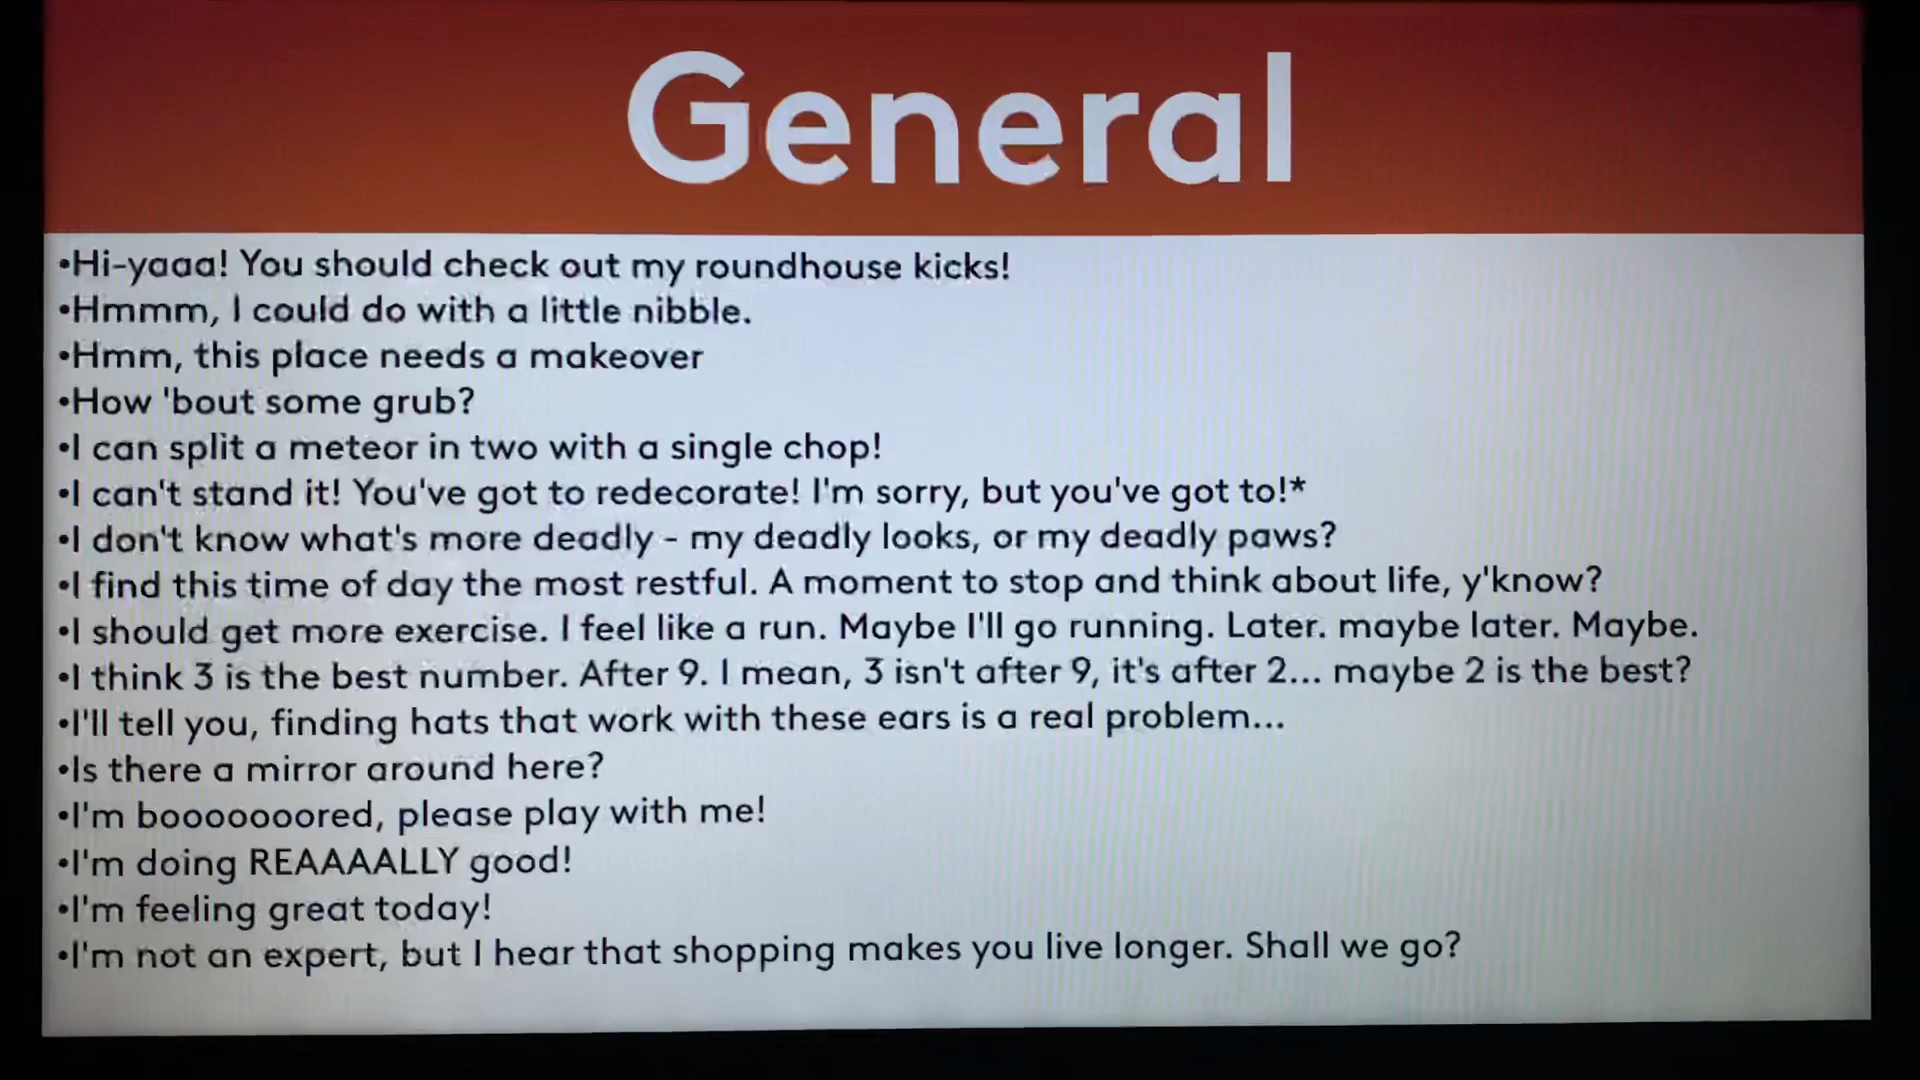 General
•Hi-yaaa! You should check out my roundhouse kicks!
•Hmmm, I could do with a little nibble.
•Hmm, this place needs a makeover
•How 'bout some grub?
•I can split a meteor in two with a single chop!
•I can't stand it! You've got to redecorate! I'm sorry, but you've got to!*
•I don't know what's more deadly - my deadly looks, or my deadly paws?
•I find this time of day the most restful. A moment to stop and think about life, y'know?
•I should get more exercise. I feel like a run. Maybe I'll go running. Later. maybe later. Maybe.
•I think 3 is the best number. After 9. I mean, 3 isn't after 9, it's after 2... maybe 2 is the best?
•I'll tell you, finding hats that work with these ears is a real problem...
•Is there a mirror around here?
•I'm booooooored, please play with me!
•I'm doing REAAAALLY good!
•I'm feeling great today!
•I'm not an expert, but I hear that shopping makes you live longer. Shall we go?